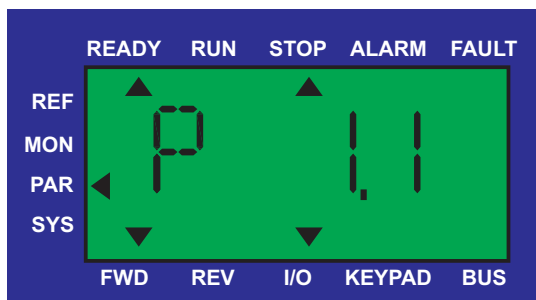 READY RUN STOP ALARM FAULT
REF
MON
PAR
SYS
P 1.1
FWD REV I/O KEYPAD BUS